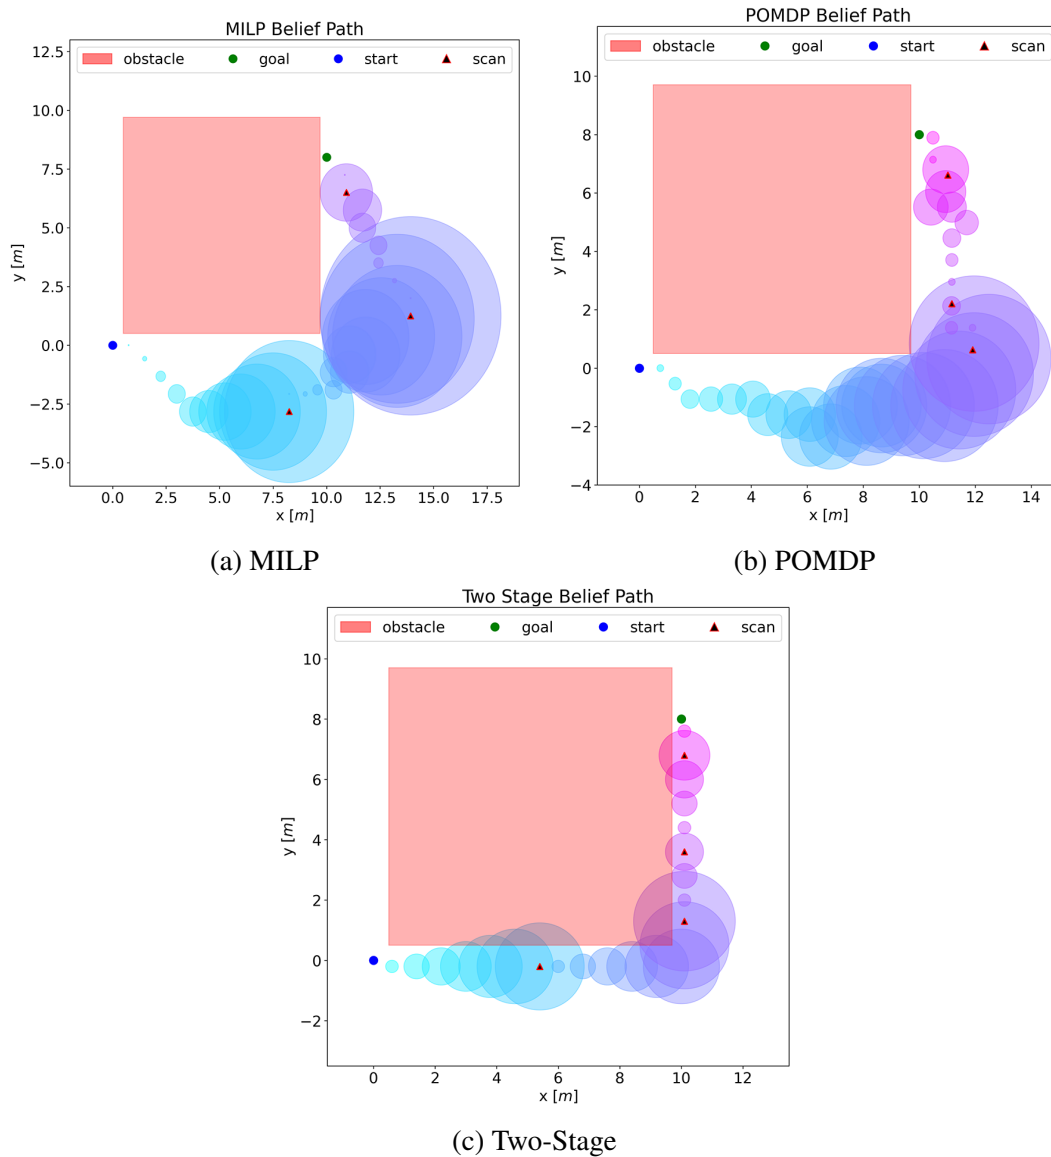 MILP Belief Path
obstacle goal start scan
12.5
10.0
7.5
5.0
2.5
0.0
−2.5
−5.0
y [m]
0.0 2.5 5.0 7.5 10.0 12.5 15.0 17.5
x [m]
(a) MILP
POMDP Belief Path
obstacle goal start scan
10
8
6
4
2
0
−2
−4
y [m]
0 2 4 6 8 10 12 14
x [m]
(b) POMDP
Two Stage Belief Path
obstacle goal start scan
10
8
6
4
2
0
−2
y [m]
0 2 4 6 8 10 12
x [m]
(c) Two-Stage